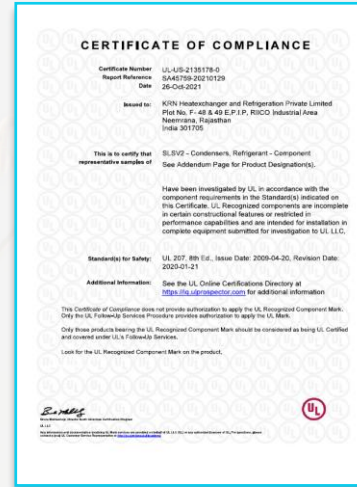 CERTIFICATE OF COMPLIANCE
Certificate Number UL-US-2135178-0
Report Reference SA45759-20210129
Date 26-Oct-2021
Issued to: KRN Heatexchanger and Refrigeration Private Limited
Plot No. F- 48 & 49 E.P.I.P, RIICO Industrial Area
Neemrana, Rajasthan
India 301705
This is to certify that SLSV2 - Condensers, Refrigerant - Component
representative samples of See Addendum Page for Product Designation(s).
Have been investigated by UL in accordance with the
component requirements in the Standard(s) indicated on
this Certificate. UL Recognized components are incomplete
in certain constructional features or restricted in
performance capabilities and are intended for installation in
complete equipment submitted for investigation to UL LLC.
Standard(s) for Safety: UL 207, 8th Ed., Issue Date: 2009-04-20, Revision Date:
2020-01-21
Additional Information: See the UL Online Certifications Directory at
https://iq.ulprospector.com for additional information
This Certificate of Compliance does not provide authorization to apply the UL Recognized Component Mark.
Only the UL Follow-Up Services Procedure provides authorization to apply the UL Mark.
Only those products bearing the UL Recognized Component Mark should be considered as being UL Certified
and covered under UL's Follow-Up Services.
Look for the UL Recognized Component Mark on the product.
UL